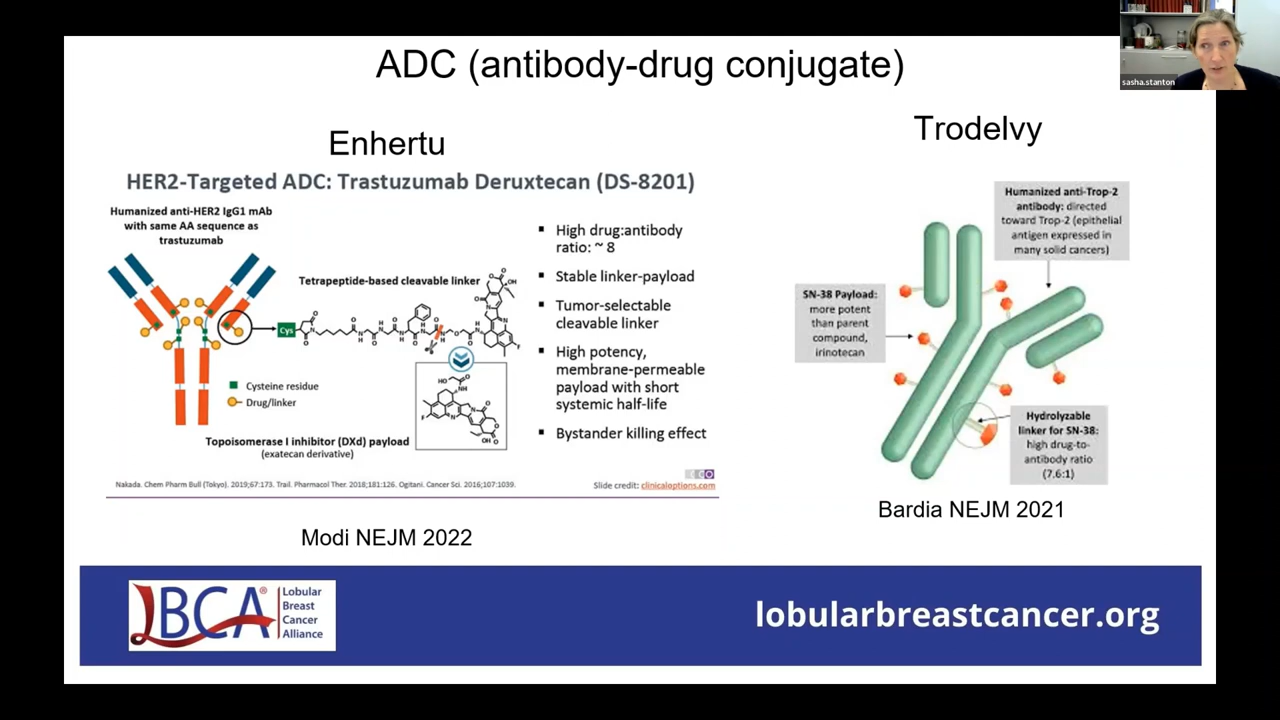 ADC (antibody-drug conjugate)
sasha.stanton
Enhertu
HER2-Targeted ADC: Trastuzumab Deruxtecan (DS-8201)
Humanized anti-HER2 IgG1 mAb
with same AA sequence as
trastuzumab
Tetrapeptide-based cleavable linker
Cys
Cysteine residue
Drug/linker
Topoisomerase I inhibitor (DXd) payload
(exatecan derivative)
▪ High drug:antibody
ratio: ~ 8
▪ Stable linker-payload
▪ Tumor-selectable
cleavable linker
▪ High potency,
membrane-permeable
payload with short
systemic half-life
▪ Bystander killing effect
Nakada. Chem Pharm Bull (Tokyo). 2019;67:173. Trail. Pharmacol Ther. 2018;181:126. Ogitani. Cancer Sci. 2016;107:1039.
CCO
Slide credit: clinicaloptions.com
Modi NEJM 2022
Trodelvy
Humanized anti-Trop-2
antibody: directed
toward Trop-2 (epithelial
antigen expressed in
many solid cancers)
SN-38 Payload:
more potent
than parent
compound,
irinotecan
Hydrolyzable
linker for SN-38:
high drug-to-
antibody ratio
(7.6:1)
Bardia NEJM 2021
LBCA®
Lobular
Breast
Cancer
Alliance
lobularbreastcancer.org